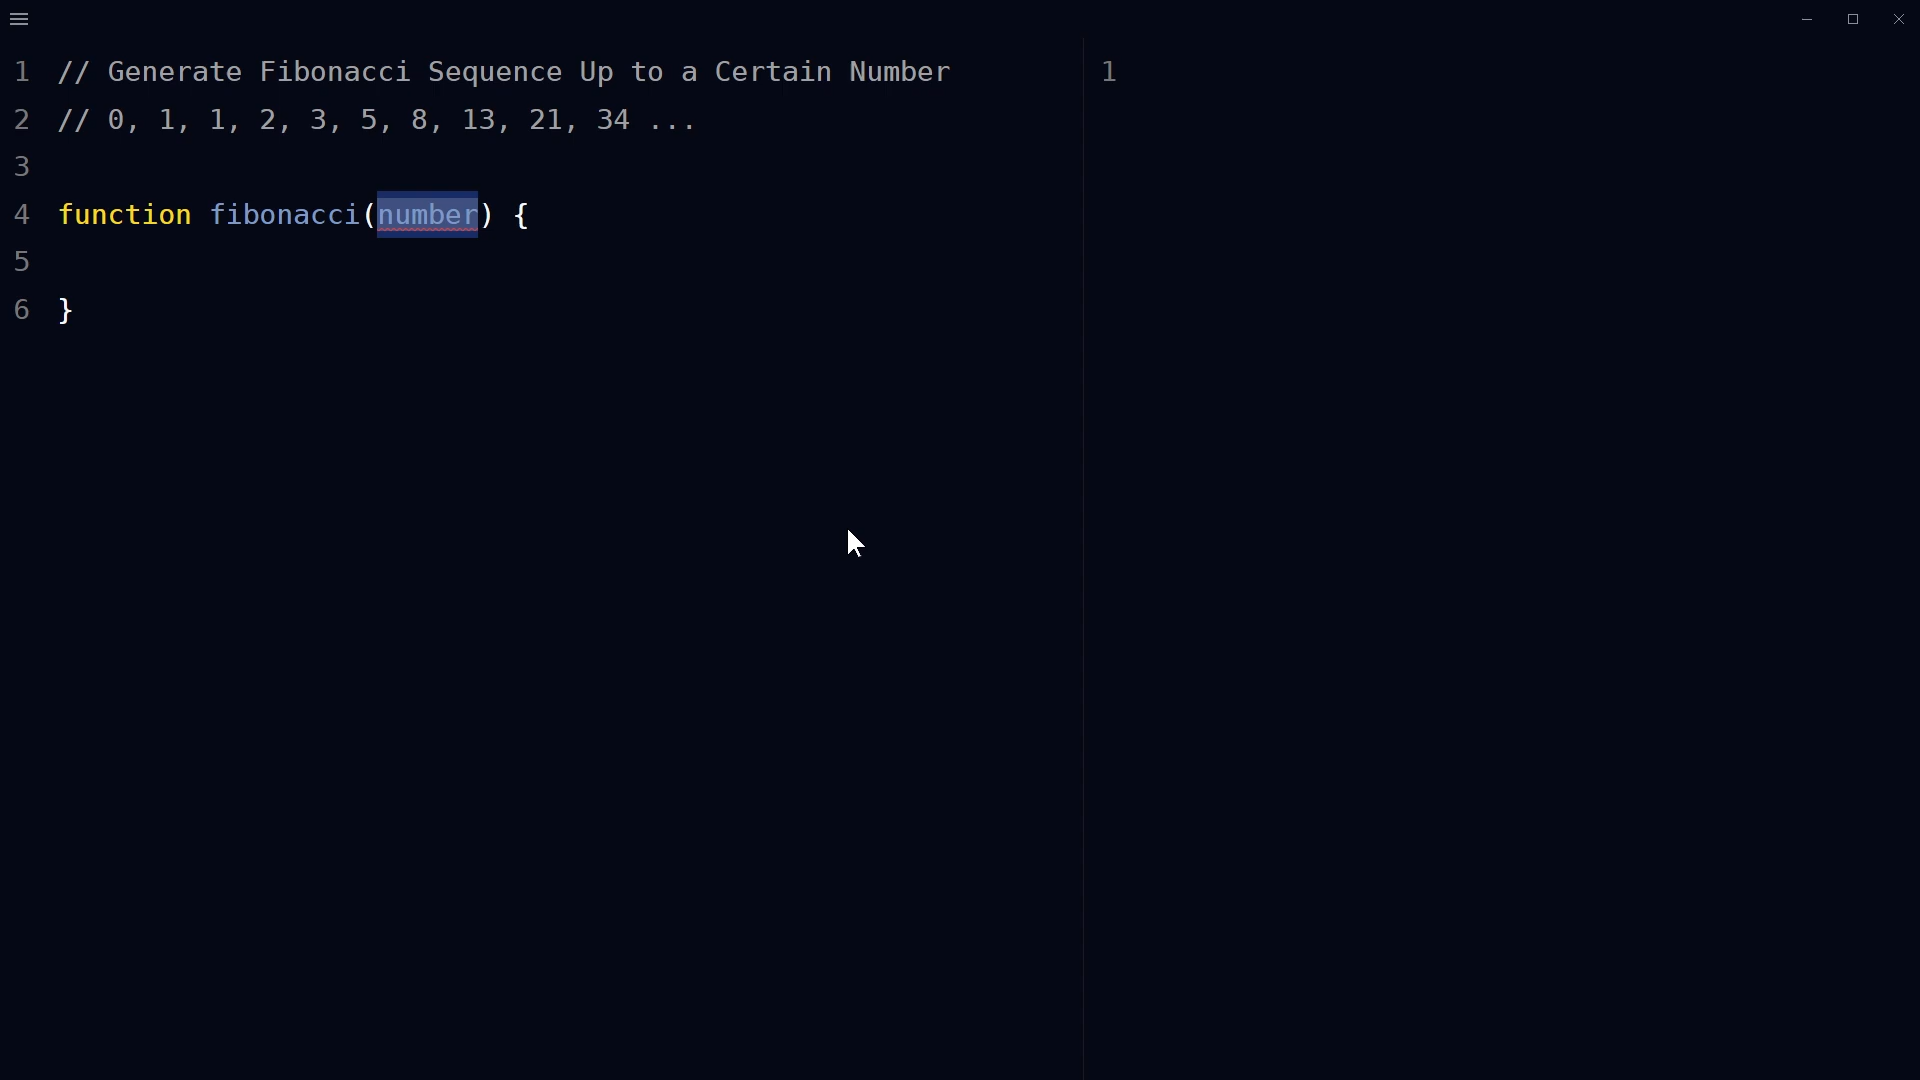 1 // Generate Fibonacci Sequence Up to a Certain Number
2 // 0, 1, 1, 2, 3, 5, 8, 13, 21, 34 ...
3
4 function fibonacci(number) {
5
6 }
1